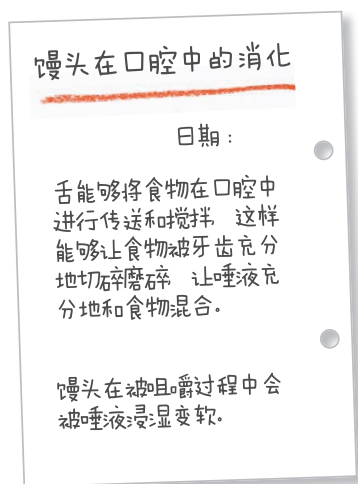 馒头在口腔中的消化
日期：
舌能够将食物在口腔中
进行传送和搅拌　这样
能够让食物被牙齿充分
地切碎磨碎　让唾液充
分地和食物混合。
馒头在被咀嚼过程中会
被唾液浸湿变软。